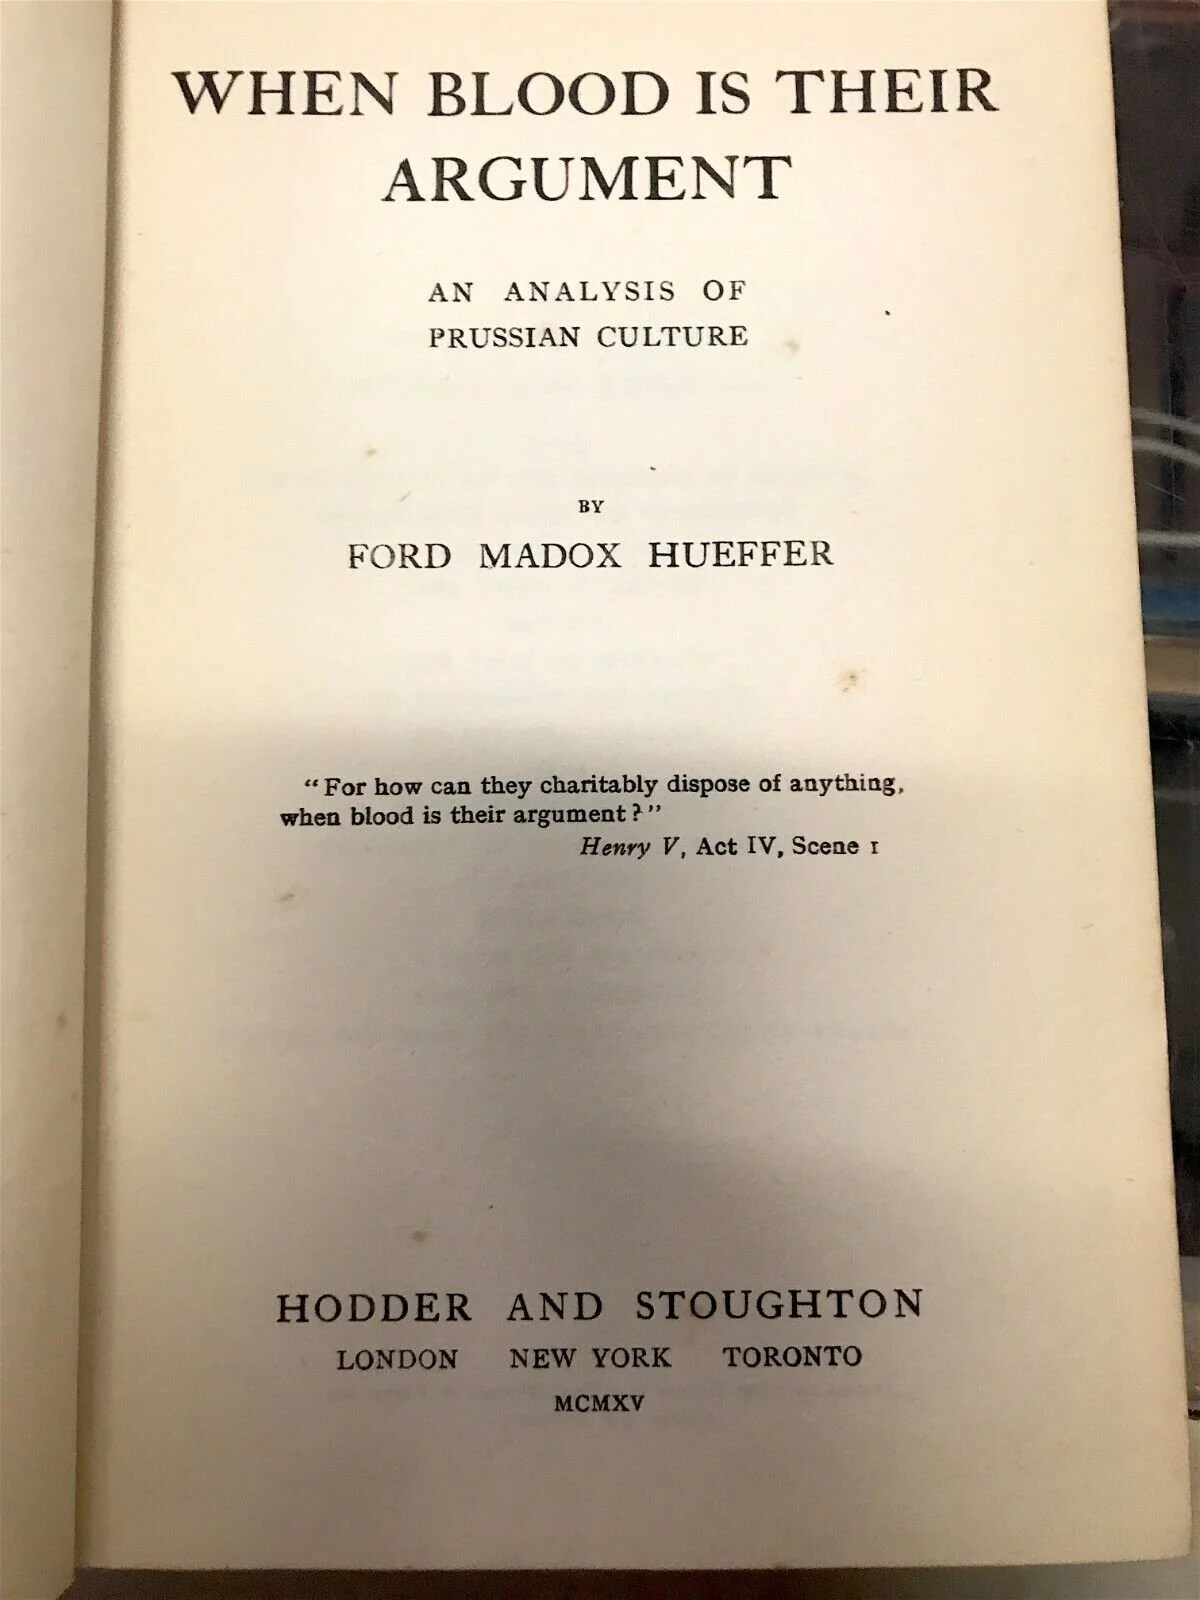 WHEN BLOOD IS THEIR
ARGUMENT
AN ANALYSIS OF
PRUSSIAN CULTURE
BY
FORD MADOX HUEFFER
“For how can they charitably dispose of anything,
when blood is their argument?”
Henry V, Act IV, Scene 1
HODDER AND STOUGHTON
LONDON NEW YORK TORONTO
MCMXV